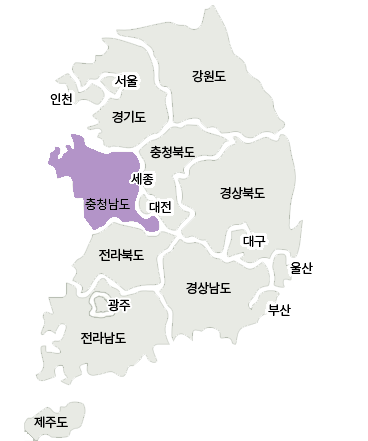 강원도
서울
인천
경기도
충청북도
세종
경상북도
충청남도
대전
대구
전라북도
울산
경상남도
광주
부산
전라남도
제주도